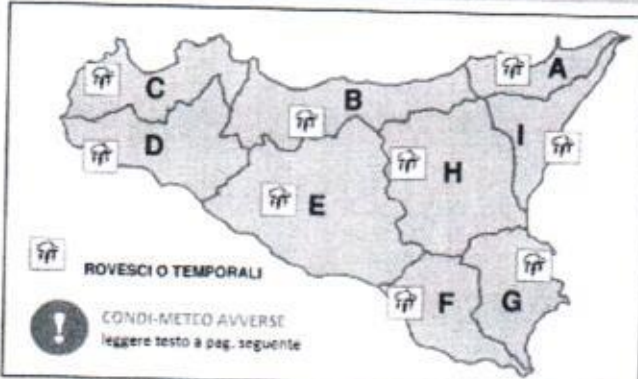 A
C
B
I
D
H
E
ROVESCI O TEMPORALI
F
G
!
CONDI-METEO AVVERSE
leggere testo a pag. seguente